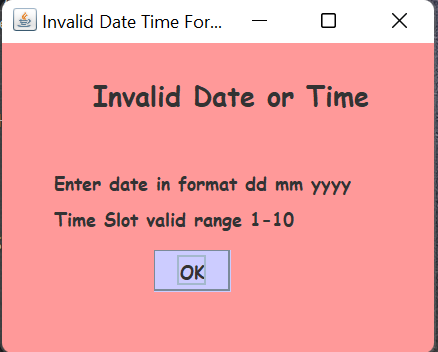 Invalid Date Time For...
Invalid Date or Time
Enter date in format dd mm yyyy
Time Slot valid range 1-10
OK